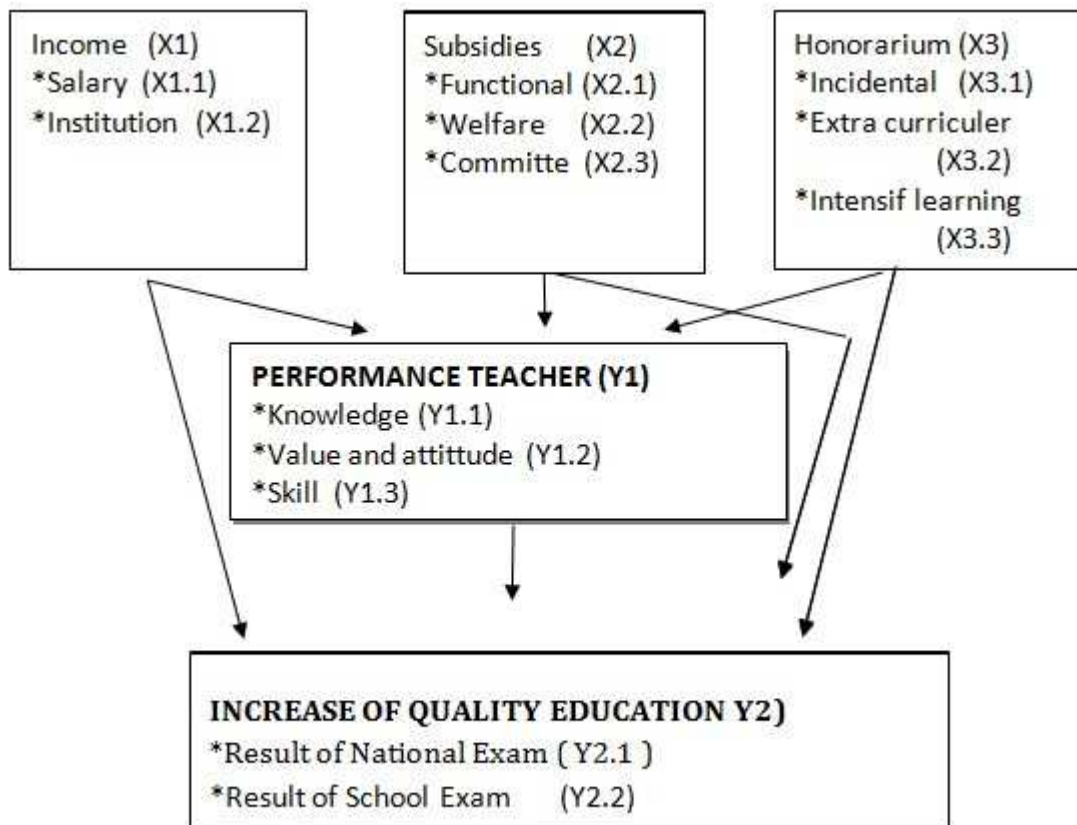 Income (X1)
*Salary (X1.1)
*Institution (X1.2)
Subsidies (X2)
*Functional (X2.1)
*Welfare (X2.2)
*Committe (X2.3)
Honorarium (X3)
*Incidental (X3.1)
*Extra curriculer
(X3.2)
*Intensif learning
(X3.3)
PERFORMANCE TEACHER (Y1)
*Knowledge (Y1.1)
*Value and attittude (Y1.2)
*Skill (Y1.3)
INCREASE OF QUALITY EDUCATION Y2)
*Result of National Exam ( Y2.1 )
*Result of School Exam (Y2.2)